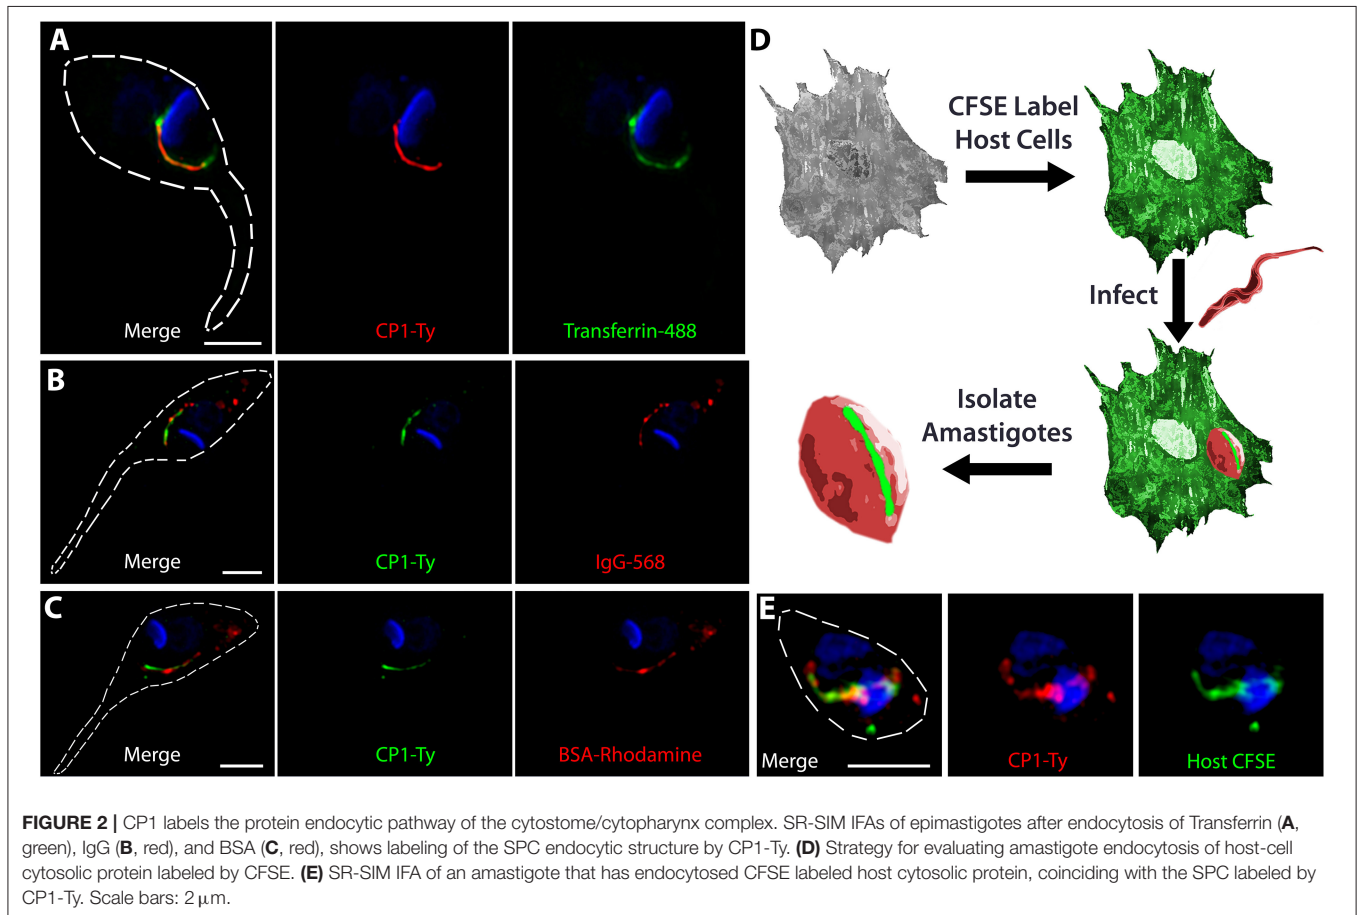 A
Merge
CP1-Ty
Transferrin-488
B
Merge
CP1-Ty
IgG-568
C
Merge
CP1-Ty
BSA-Rhodamine
D
CFSE Label
Host Cells
Infect
Isolate
Amastigotes
E
Merge
CP1-Ty
Host CFSE
FIGURE 2 | CP1 labels the protein endocytic pathway of the cytostome/cytopharynx complex. SR-SIM IFAs of epimastigotes after endocytosis of Transferrin (A,
green), IgG (B, red), and BSA (C, red), shows labeling of the SPC endocytic structure by CP1-Ty. (D) Strategy for evaluating amastigote endocytosis of host-cell
cytosolic protein labeled by CFSE. (E) SR-SIM IFA of an amastigote that has endocytosed CFSE labeled host cytosolic protein, coinciding with the SPC labeled by
CP1-Ty. Scale bars: 2 μm.